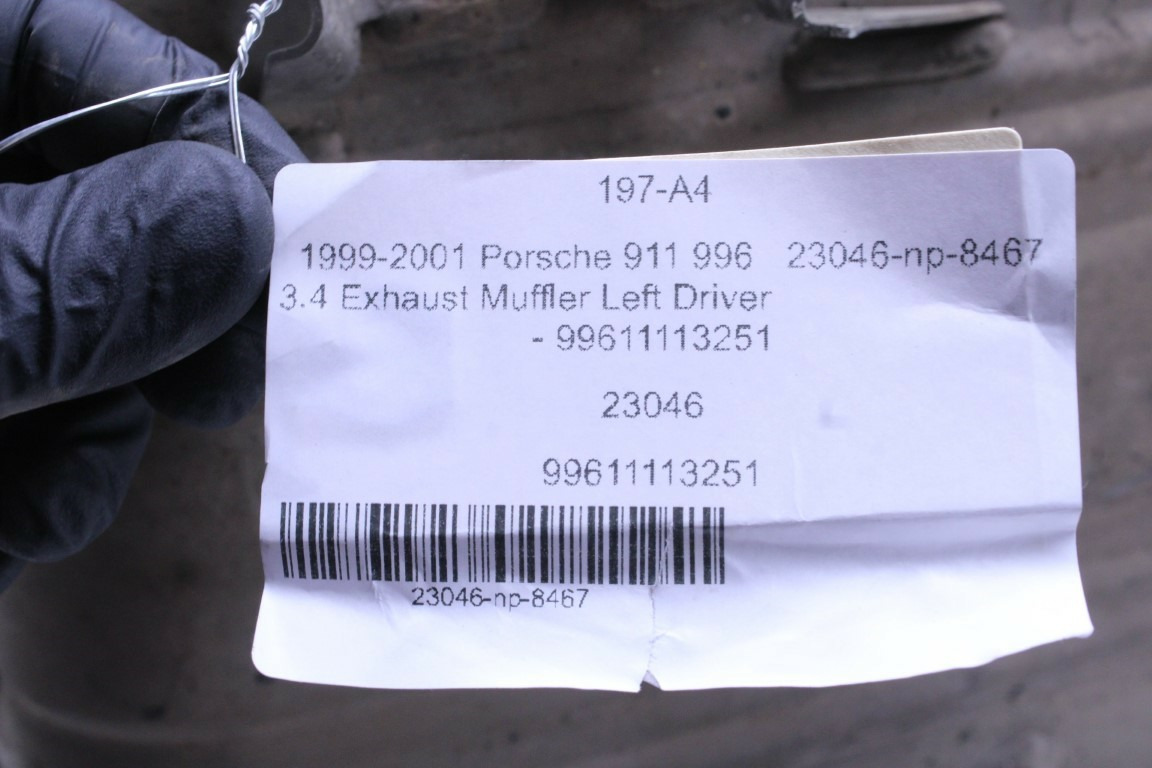 197-A4
1999-2001 Porsche 911 996 23046-np-8467
3.4 Exhaust Muffler Left Driver
- 99611113251
23046
99611113251
23046-np-8467